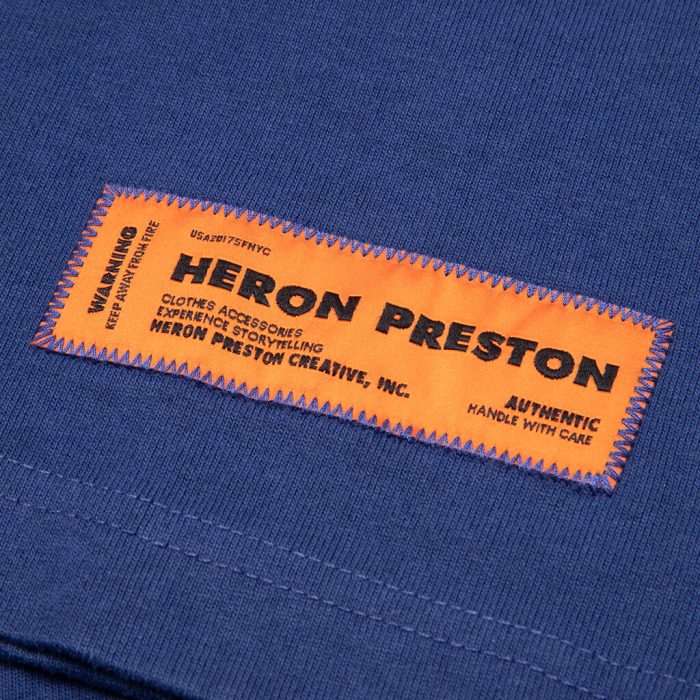 WARNING
KEEP AWAY FROM FIRE
USA2017SFNYC
HERON PRESTON
CLOTHES ACCESSORIES
EXPERIENCE STORYTELLING
HERON PRESTON CREATIVE, INC.
AUTHENTIC
HANDLE WITH CARE